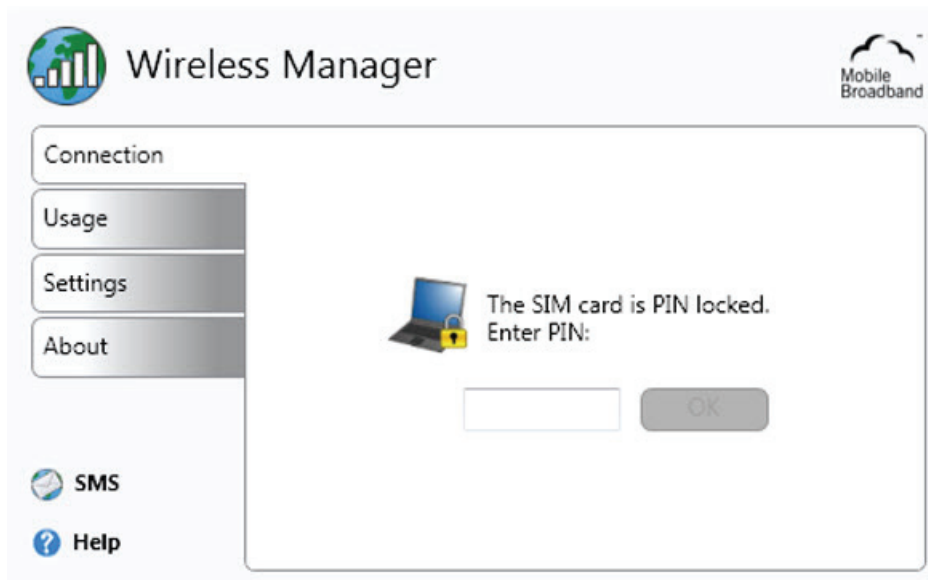 Wireless Manager
Mobile
Broadband
Connection
Usage
Settings
About
The SIM card is PIN locked.
Enter PIN:
OK
SMS
Help